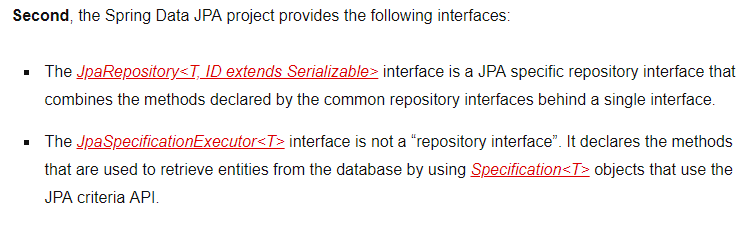 Second, the Spring Data JPA project provides the following interfaces:
The JpaRepository<T, ID extends Serializable> interface is a JPA specific repository interface that
combines the methods declared by the common repository interfaces behind a single interface.
The JpaSpecificationExecutor<T> interface is not a “repository interface”. It declares the methods
that are used to retrieve entities from the database by using Specification<T> objects that use the
JPA criteria API.